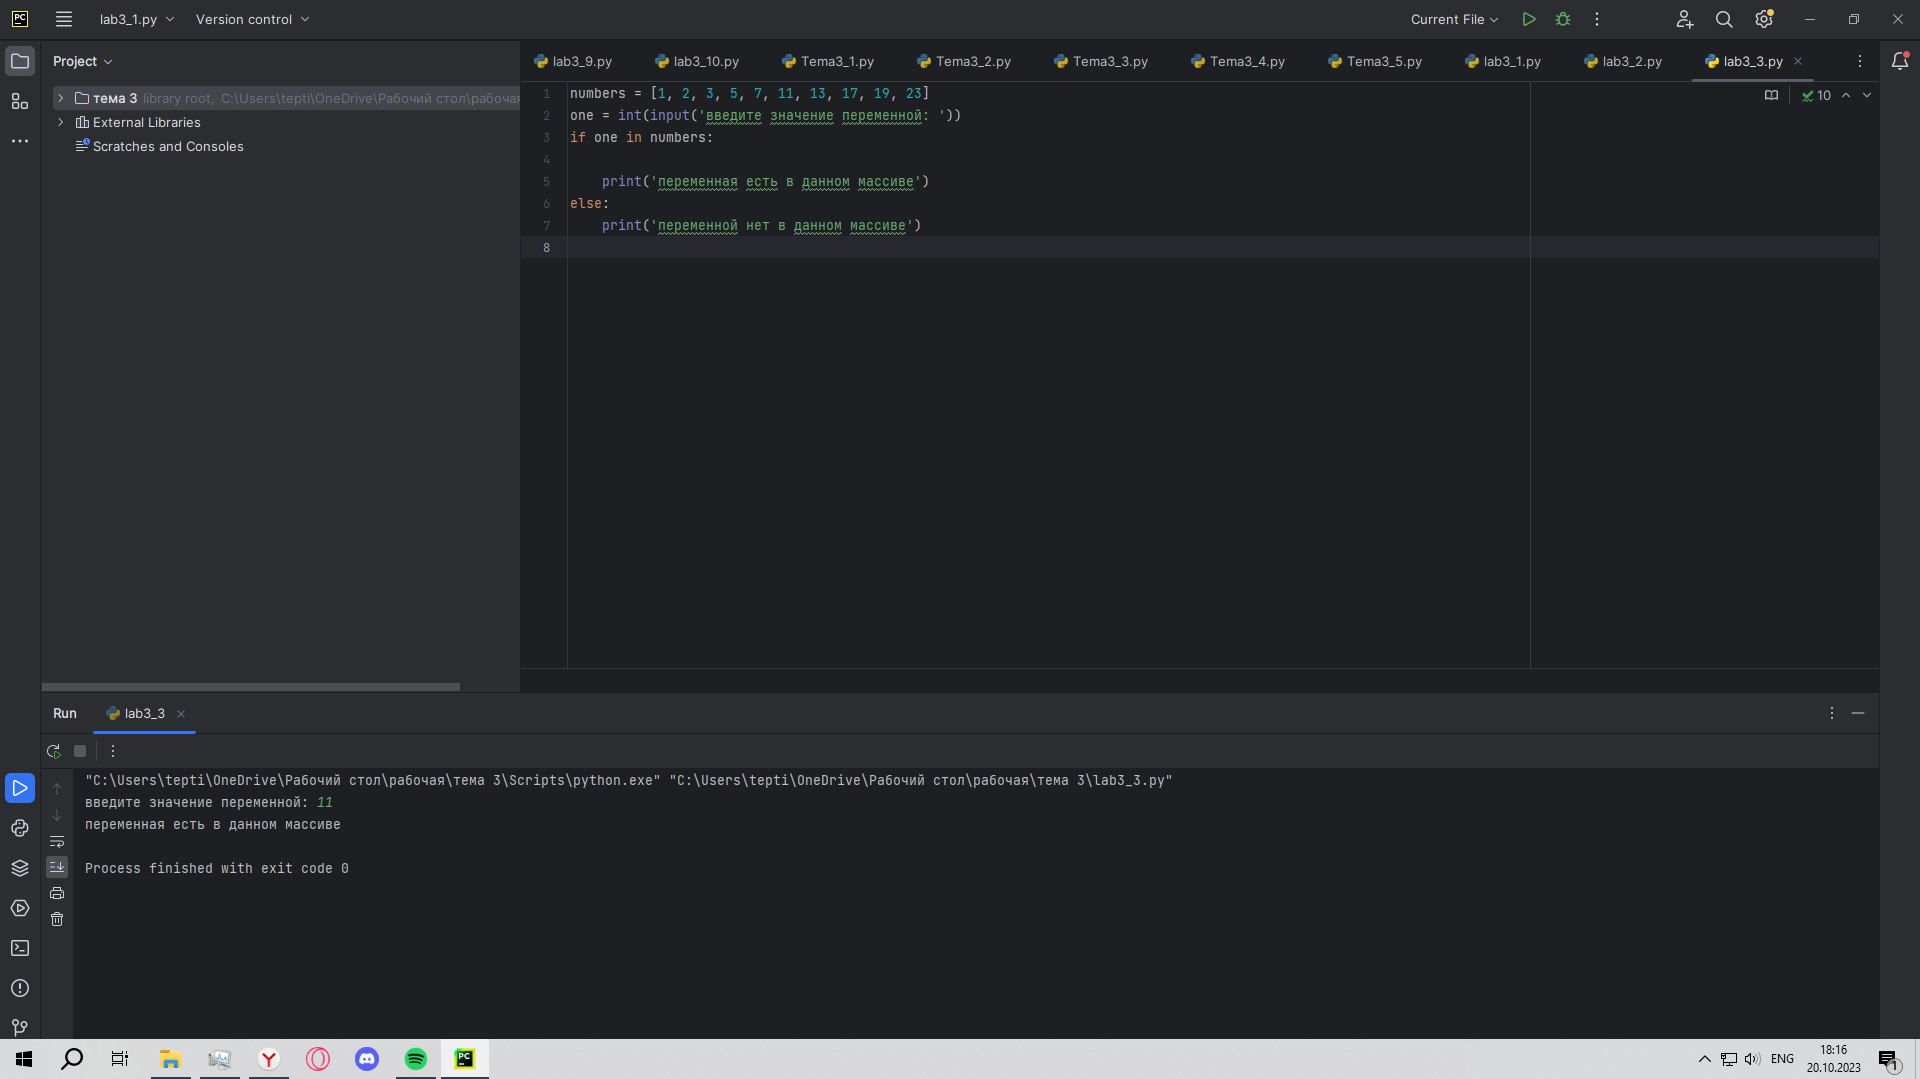 PC lab3_1.py Version control Current File
Project
lab3_9.py lab3_10.py Tema3_1.py Tema3_2.py Tema3_3.py Tema3_4.py Tema3_5.py lab3_1.py lab3_2.py lab3_3.py
тема 3 library root, C:\Users\tepti\OneDrive\Рабочий стол\рабочая
External Libraries
Scratches and Consoles
10
1 numbers = [1, 2, 3, 5, 7, 11, 13, 17, 19, 23]
2 one = int(input('введите значение переменной: '))
3 if one in numbers:
4
5 print('переменная есть в данном массиве')
6 else:
7 print('переменной нет в данном массиве')
8
Run lab3_3
"C:\Users\tepti\OneDrive\Рабочий стол\рабочая\тема 3\Scripts\python.exe" "C:\Users\tepti\OneDrive\Рабочий стол\рабочая\тема 3\lab3_3.py"
введите значение переменной: 11
переменная есть в данном массиве
Process finished with exit code 0
PC ENG 18:16
20.10.2023
1